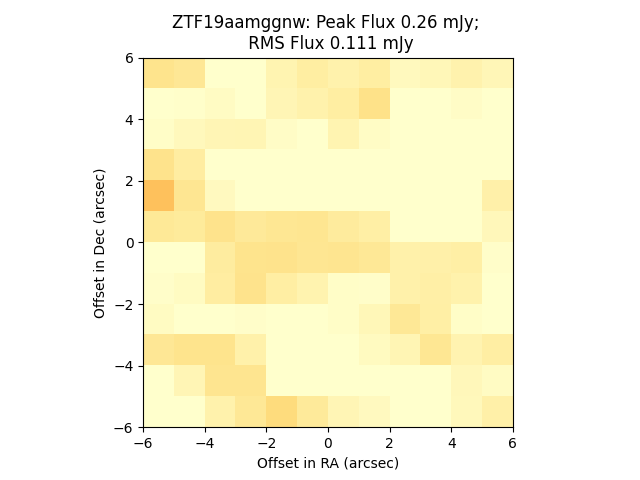 ZTF19aamggnw: Peak Flux 0.26 mJy;
RMS Flux 0.111 mJy
6
4
2
0
−2
−4
−6
Offset in Dec (arcsec)
−6 −4 −2 0 2 4 6
Offset in RA (arcsec)